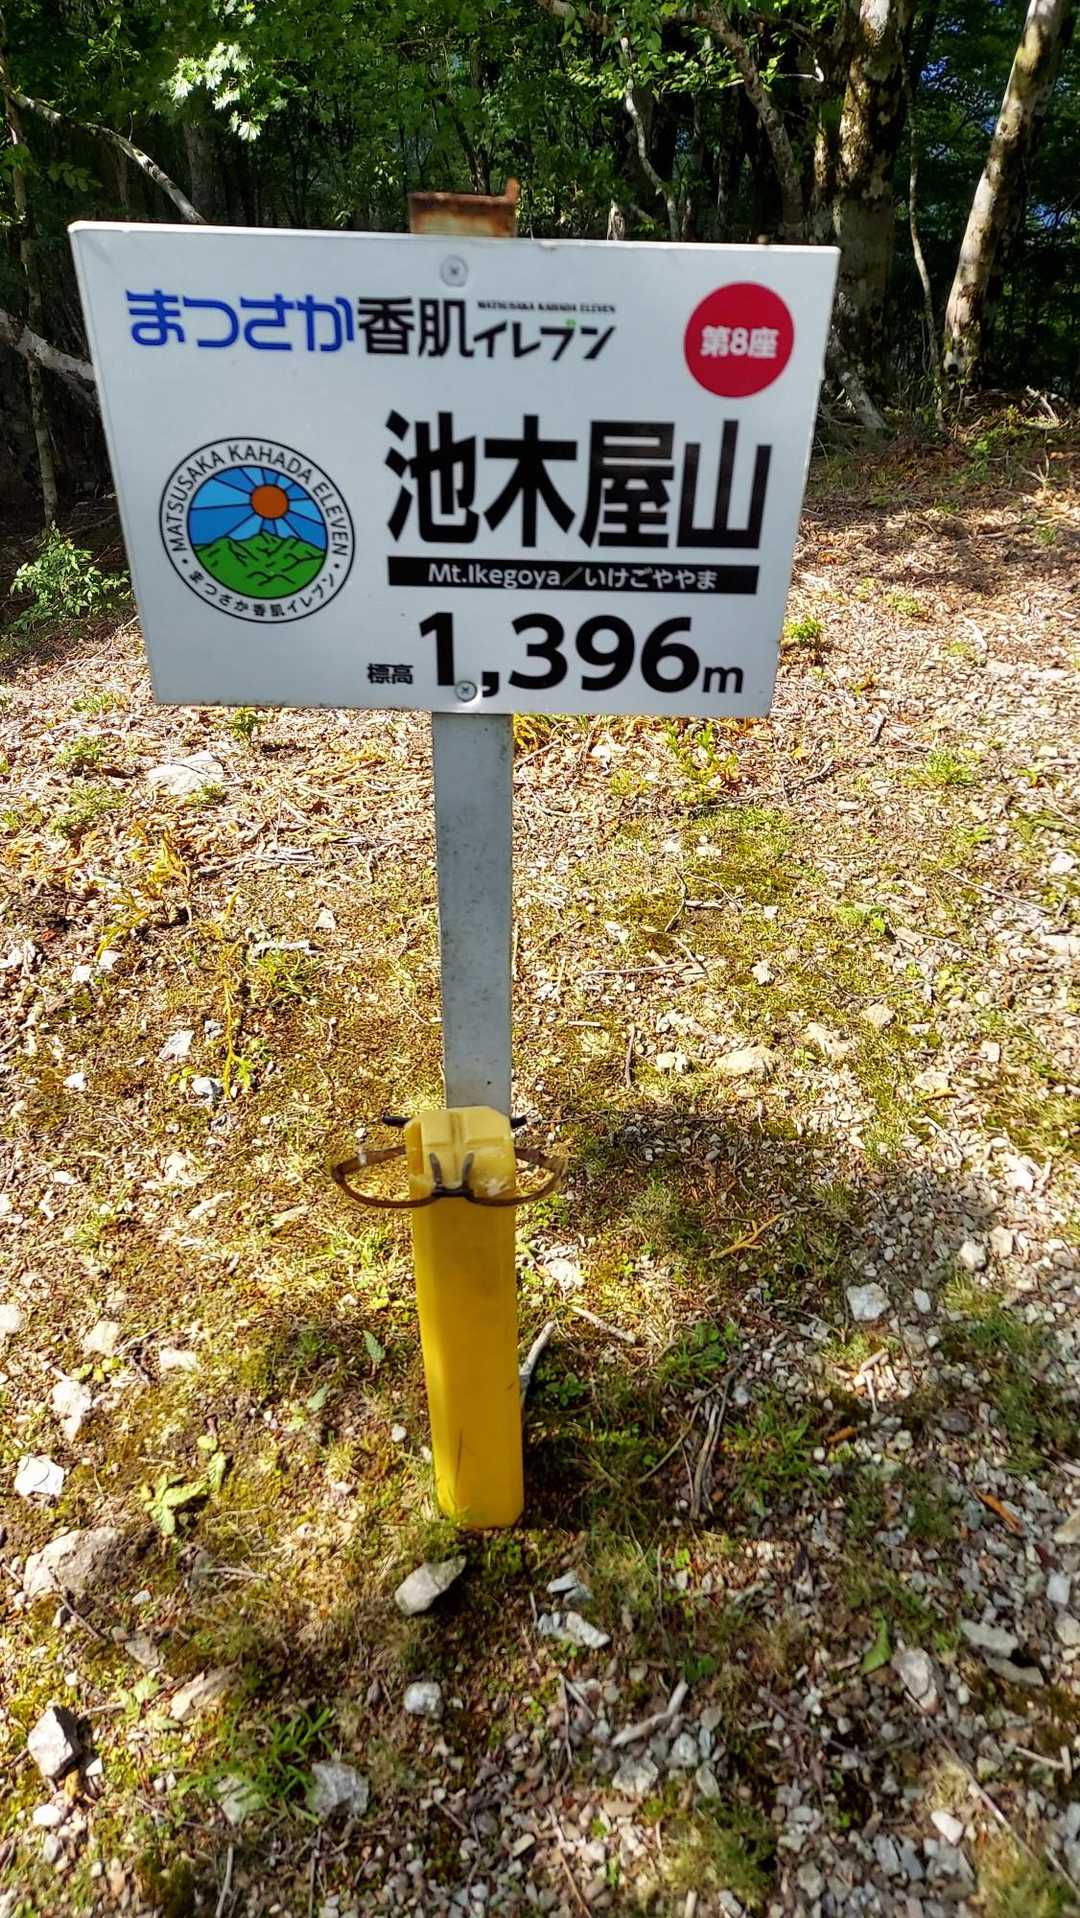 まつさか香肌イレブン
MATSUSAKA KAHADA ELEVEN
第8座
MATSUSAKA KAHADA ELEVEN
まつさか香肌イレブン
池木屋山
Mt.Ikegoya／いけごややま
標高 1,396m